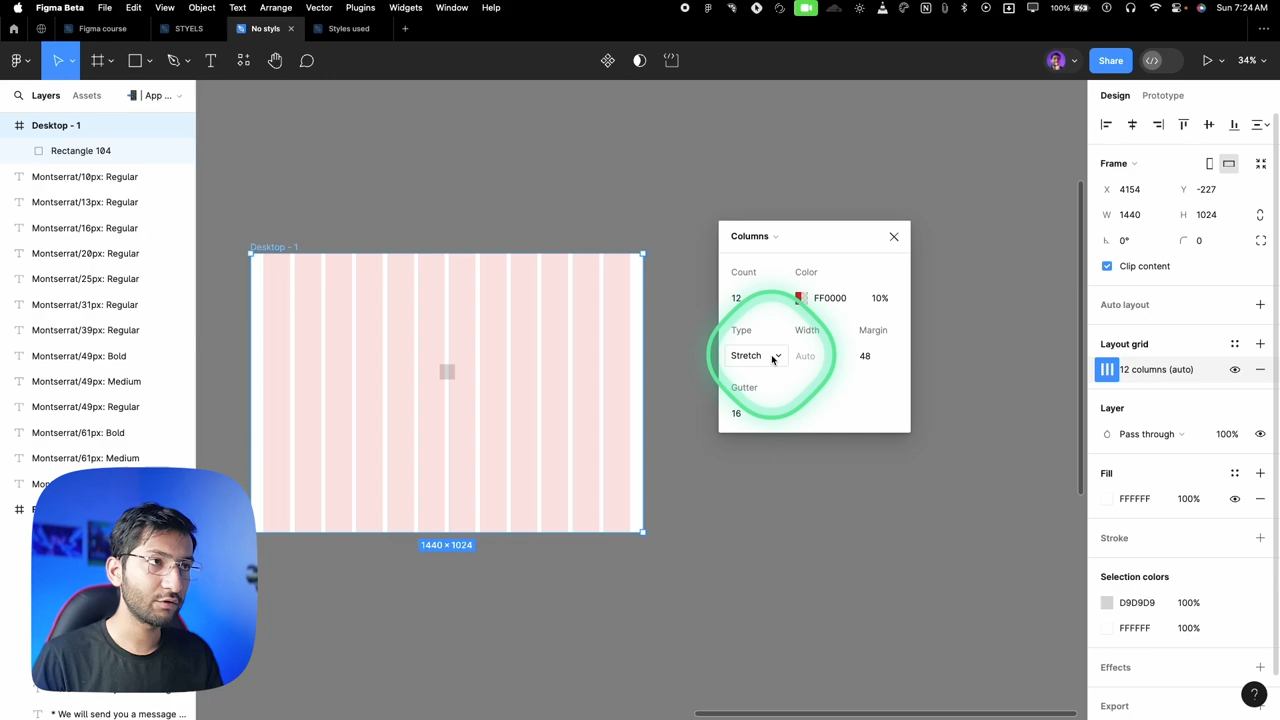 Figma Beta File Edit View Object Text Arrange Vector Plugins Widgets Window Help 100% Sun 7:24 AM
Figma course STYELS No styls Styles used
Share 34%
Layers Assets | App ...
Desktop - 1
Rectangle 104
Montserrat/10px: Regular
Montserrat/13px: Regular
Montserrat/16px: Regular
Montserrat/20px: Regular
Montserrat/25px: Regular
Montserrat/31px: Regular
Montserrat/39px: Regular
Montserrat/49px: Bold
Montserrat/49px: Medium
Montserrat/49px: Regular
Montserrat/61px: Bold
Montserrat/61px: Medium
* We will send you a message ...
Desktop - 1
1440 × 1024
Columns
Count Color
12 FF0000 10%
Type Width Margin
Stretch Auto 48
Gutter
16
Design Prototype
Frame
X 4154 Y -227
W 1440 H 1024
0° 0
Clip content
Auto layout
Layout grid
12 columns (auto)
Layer
Pass through 100%
Fill
FFFFFF 100%
Stroke
Selection colors
D9D9D9 100%
FFFFFF 100%
Effects
Export
?